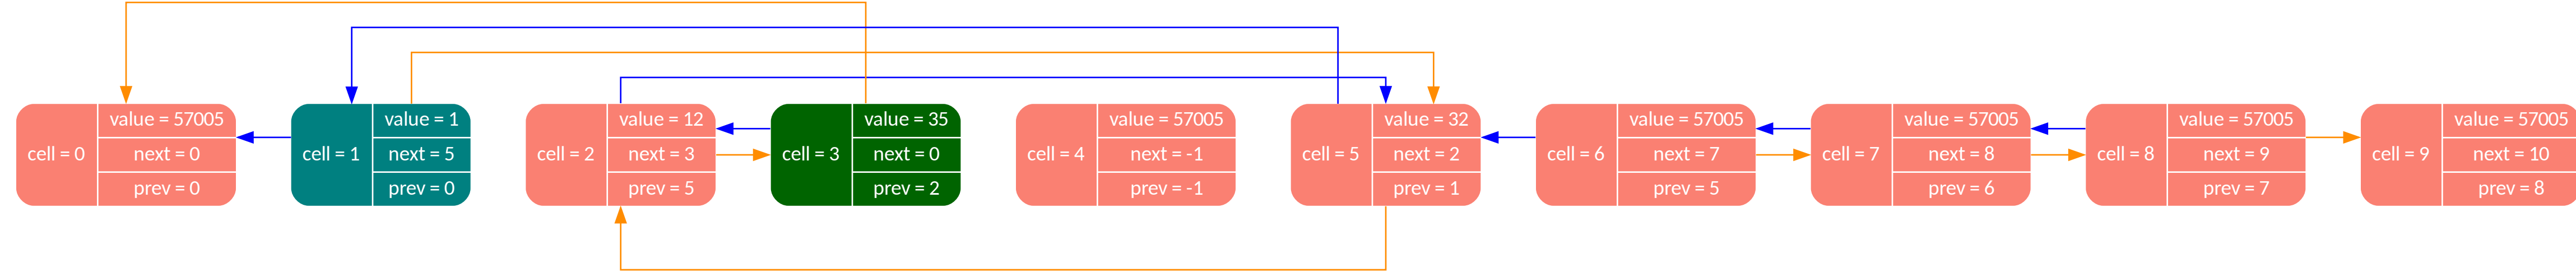 cell = 0
value = 57005
next = 0
prev = 0
cell = 1
value = 1
next = 5
prev = 0
cell = 2
value = 12
next = 3
prev = 5
cell = 3
value = 35
next = 0
prev = 2
cell = 4
value = 57005
next = -1
prev = -1
cell = 5
value = 32
next = 2
prev = 1
cell = 6
value = 57005
next = 7
prev = 5
cell = 7
value = 57005
next = 8
prev = 6
cell = 8
value = 57005
next = 9
prev = 7
cell = 9
value = 57005
next = 10
prev = 8